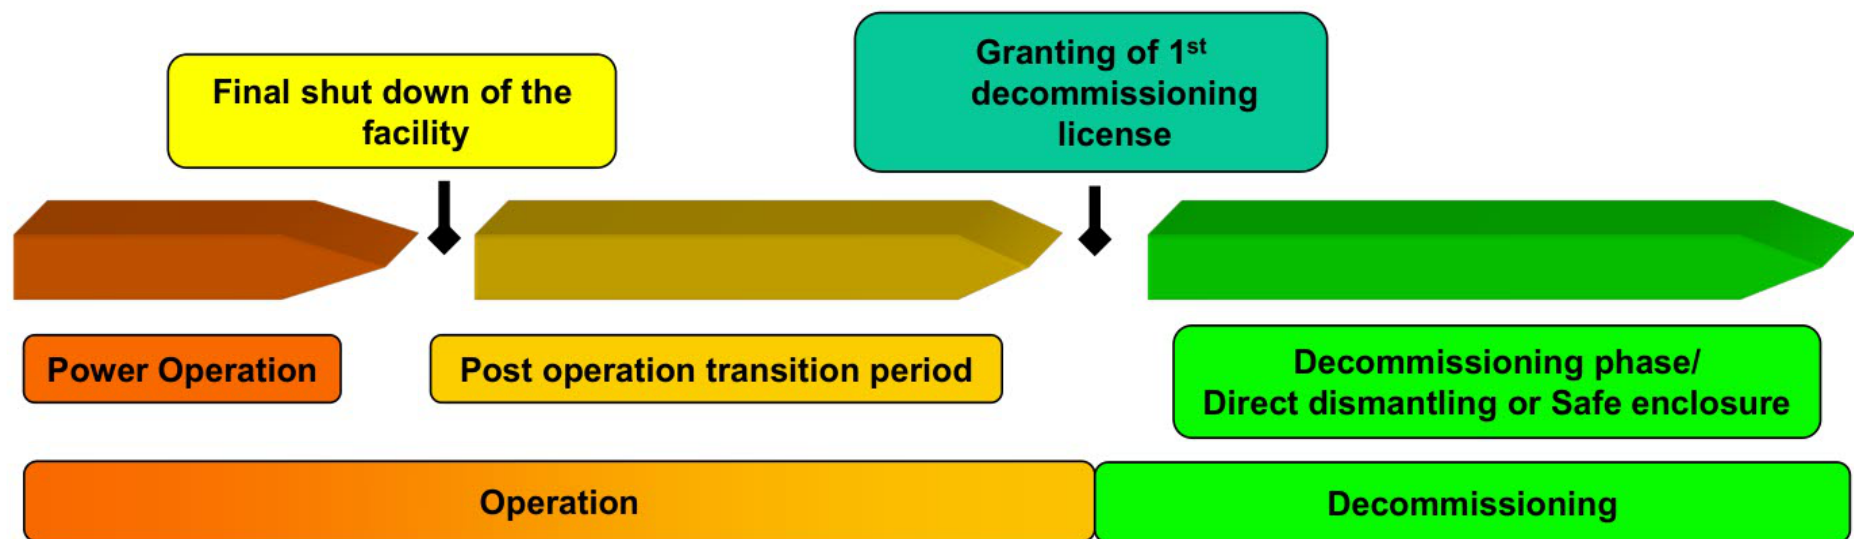 Final shut down of the
facility
Granting of 1st
decommissioning
license
Power Operation
Post operation transition period
Decommissioning phase/
Direct dismantling or Safe enclosure
Operation
Decommissioning